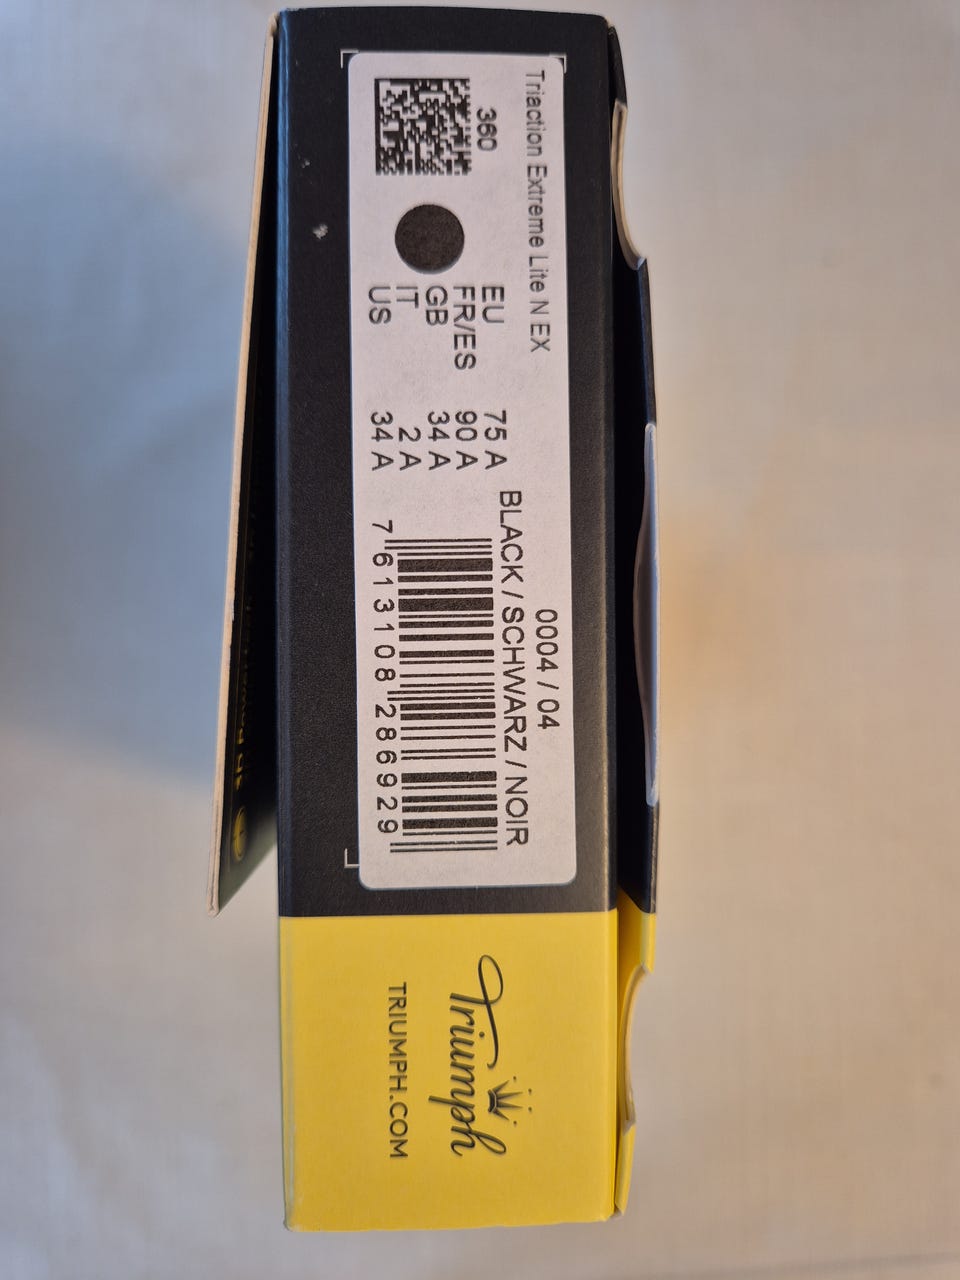 Triaction Extreme Lite N EX
0004 / 04
360
BLACK / SCHWARZ / NOIR
EU 75 A
FR/ES 90 A
GB 34 A
IT 2 A
US 34 A
7 613108 286929
Triumph
TRIUMPH.COM